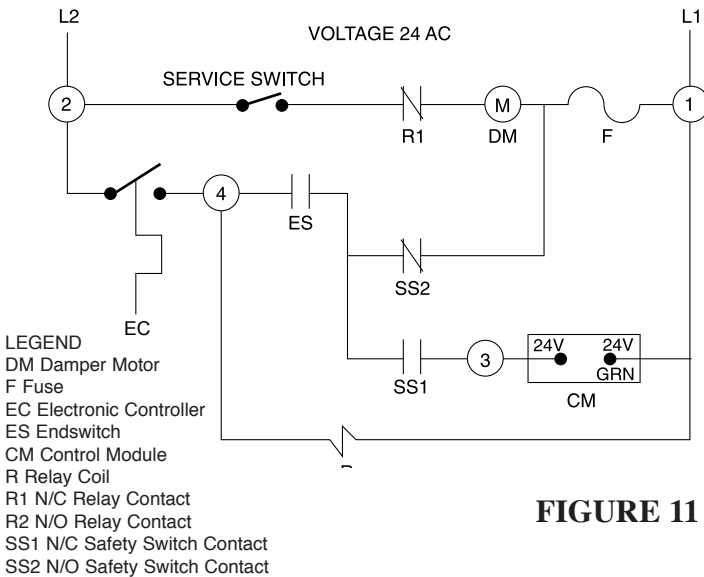 L2
L1
VOLTAGE 24 AC
SERVICE SWITCH
2
M
1
R1
DM
F
4
ES
SS2
EC
24V
24V
3
GRN
SS1
CM
LEGEND
DM Damper Motor
F Fuse
EC Electronic Controller
ES Endswitch
CM Control Module
R Relay Coil
R1 N/C Relay Contact
R2 N/O Relay Contact
SS1 N/C Safety Switch Contact
SS2 N/O Safety Switch Contact
FIGURE 11